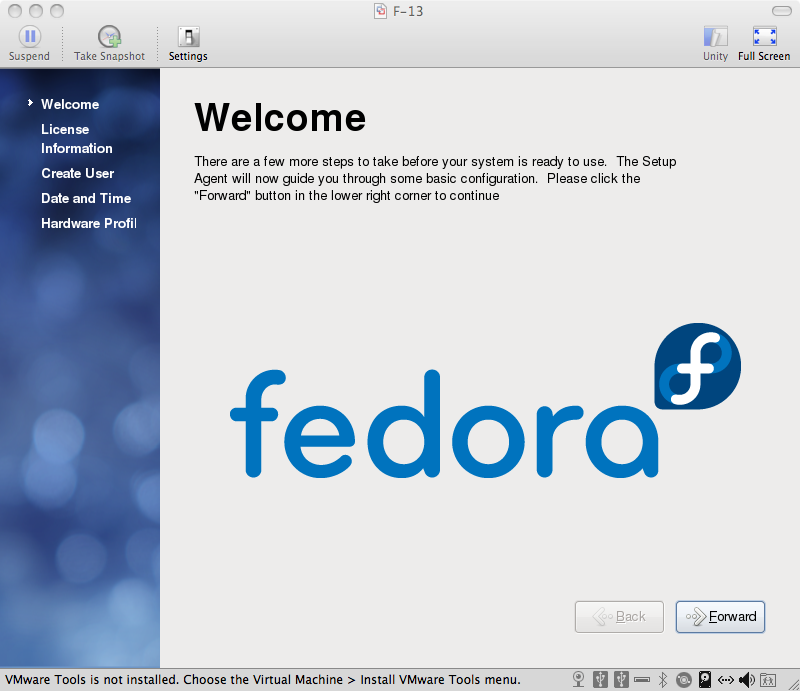 F-13
Suspend
Take Snapshot
Settings
Unity
Full Screen
Welcome
License
Information
Create User
Date and Time
Hardware Profil
Welcome
There are a few more steps to take before your system is ready to use.  The Setup
Agent will now guide you through some basic configuration.  Please click the
"Forward" button in the lower right corner to continue
fedora
Back
Forward
VMware Tools is not installed. Choose the Virtual Machine > Install VMware Tools menu.